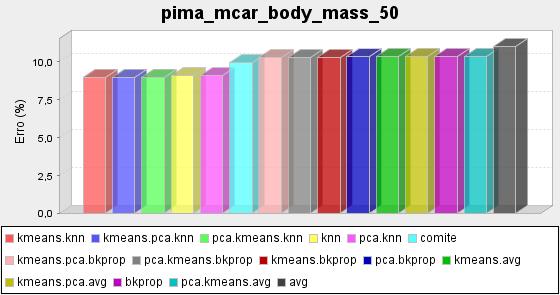 pima_mcar_body_mass_50
Erro (%)
10,0
7,5
5,0
2,5
0,0
kmeans.knn kmeans.pca.knn pca.kmeans.knn knn pca.knn comite
kmeans.pca.bkprop pca.kmeans.bkprop kmeans.bkprop pca.bkprop kmeans.avg
kmeans.pca.avg bkprop pca.kmeans.avg avg